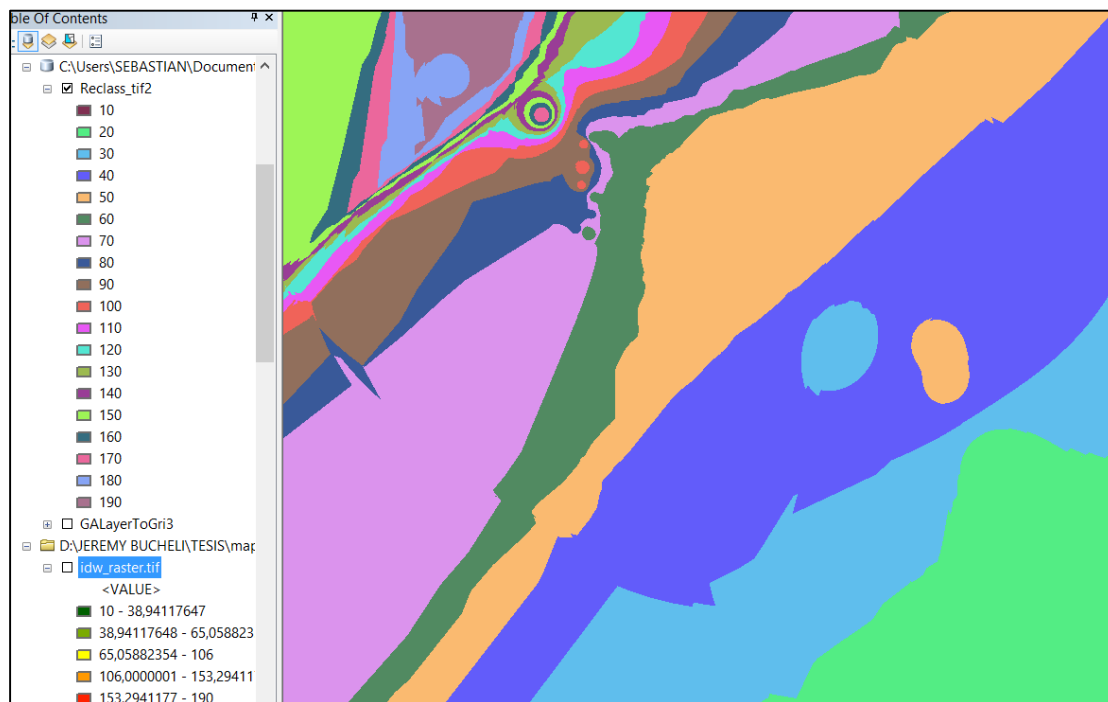 ble Of Contents
C:\Users\SEBASTIAN\Document
Reclass_tif2
10
20
30
40
50
60
70
80
90
100
110
120
130
140
150
160
170
180
190
GALayerToGri3
D:\JEREMY BUCHELI\TESIS\map
idw_raster.tif
<VALUE>
10 - 38,94117647
38,94117648 - 65,058823
65,05882354 - 106
106,0000001 - 153,2941
153,2941177 - 190